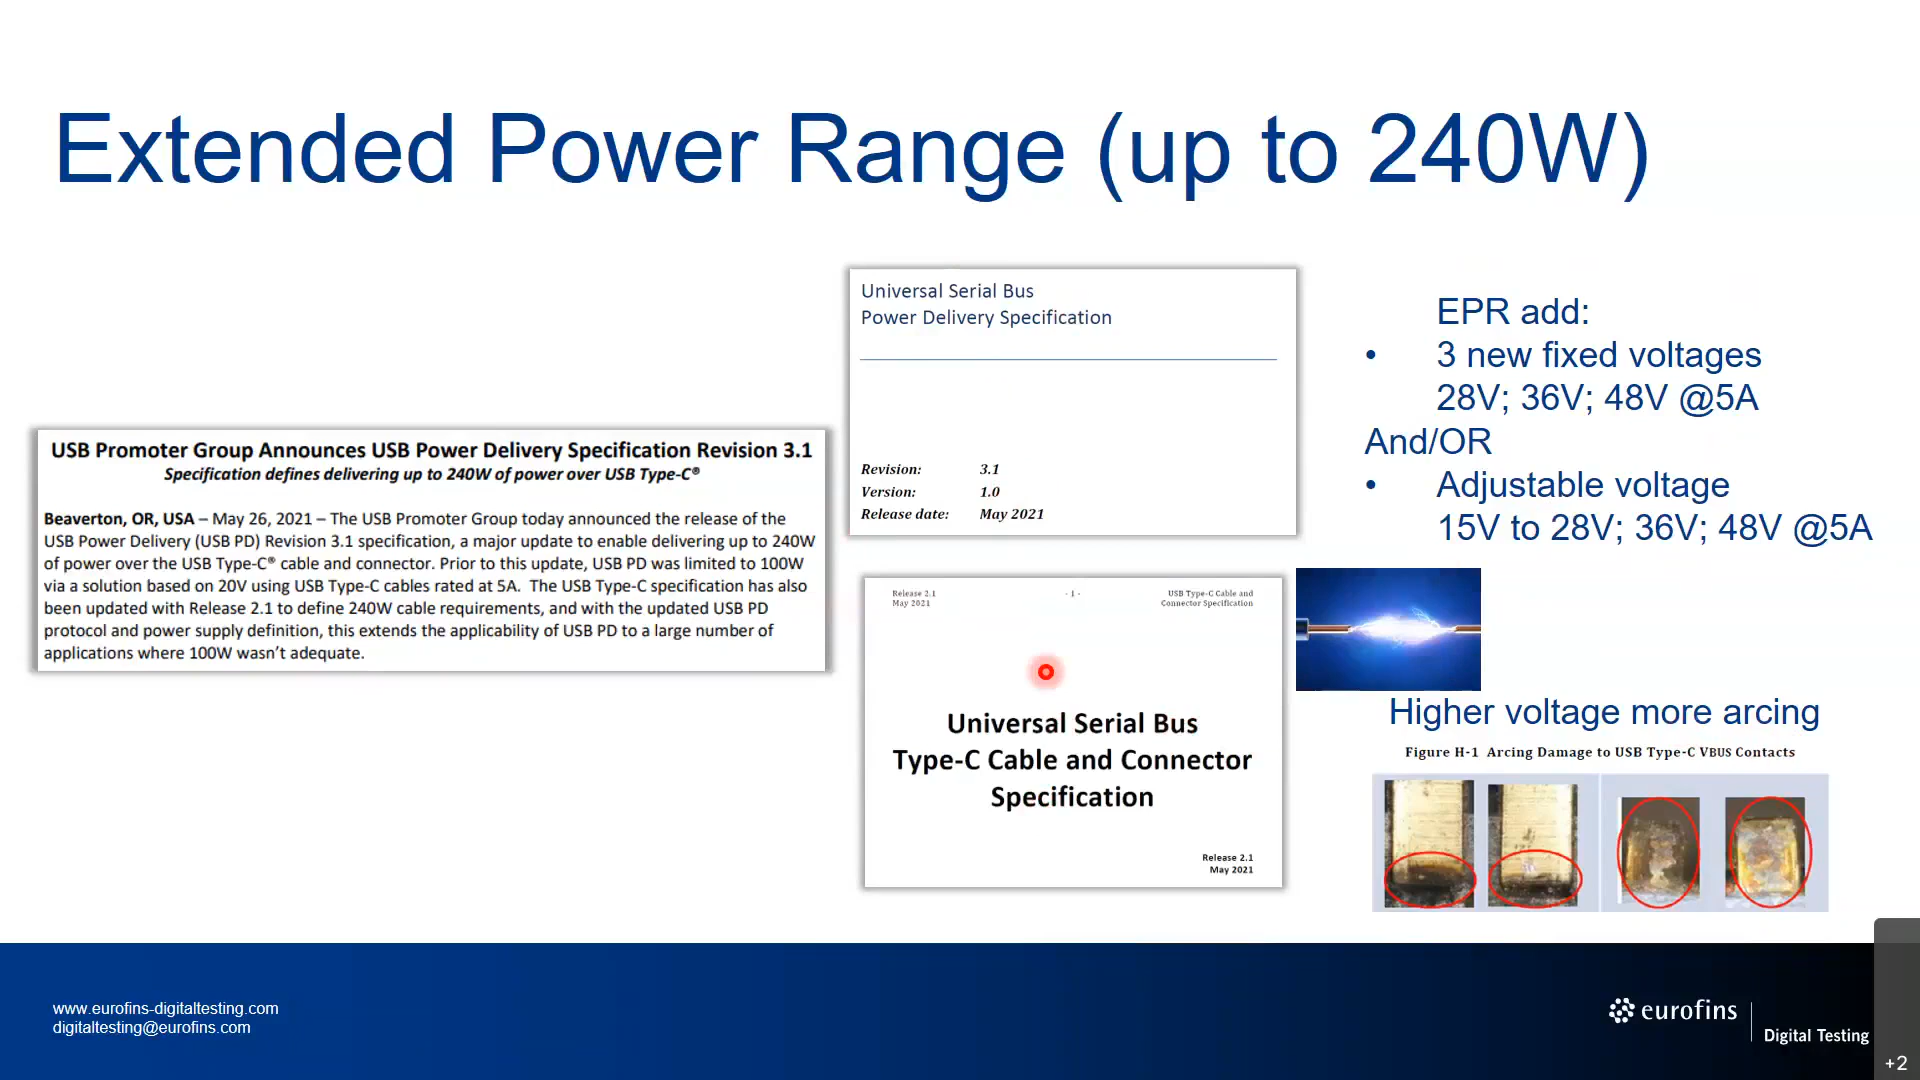 Extended Power Range (up to 240W)
USB Promoter Group Announces USB Power Delivery Specification Revision 3.1
Specification defines delivering up to 240W of power over USB Type-C®
Beaverton, OR, USA – May 26, 2021 – The USB Promoter Group today announced the release of the
USB Power Delivery (USB PD) Revision 3.1 specification, a major update to enable delivering up to 240W
of power over the USB Type-C® cable and connector. Prior to this update, USB PD was limited to 100W
via a solution based on 20V using USB Type-C cables rated at 5A. The USB Type-C specification has also
been updated with Release 2.1 to define 240W cable requirements, and with the updated USB PD
protocol and power supply definition, this extends the applicability of USB PD to a large number of
applications where 100W wasn't adequate.
Universal Serial Bus
Power Delivery Specification
Revision: 3.1
Version: 1.0
Release date: May 2021
Release 2.1 - 1 - USB Type-C Cable and
May 2021 Connector Specification
Universal Serial Bus
Type-C Cable and Connector
Specification
Release 2.1
May 2021
EPR add:
• 3 new fixed voltages
28V; 36V; 48V @5A
And/OR
• Adjustable voltage
15V to 28V; 36V; 48V @5A
Higher voltage more arcing
Figure H-1 Arcing Damage to USB Type-C VBUS Contacts
www.eurofins-digitaltesting.com
digitaltesting@eurofins.com
eurofins
Digital Testing
+2